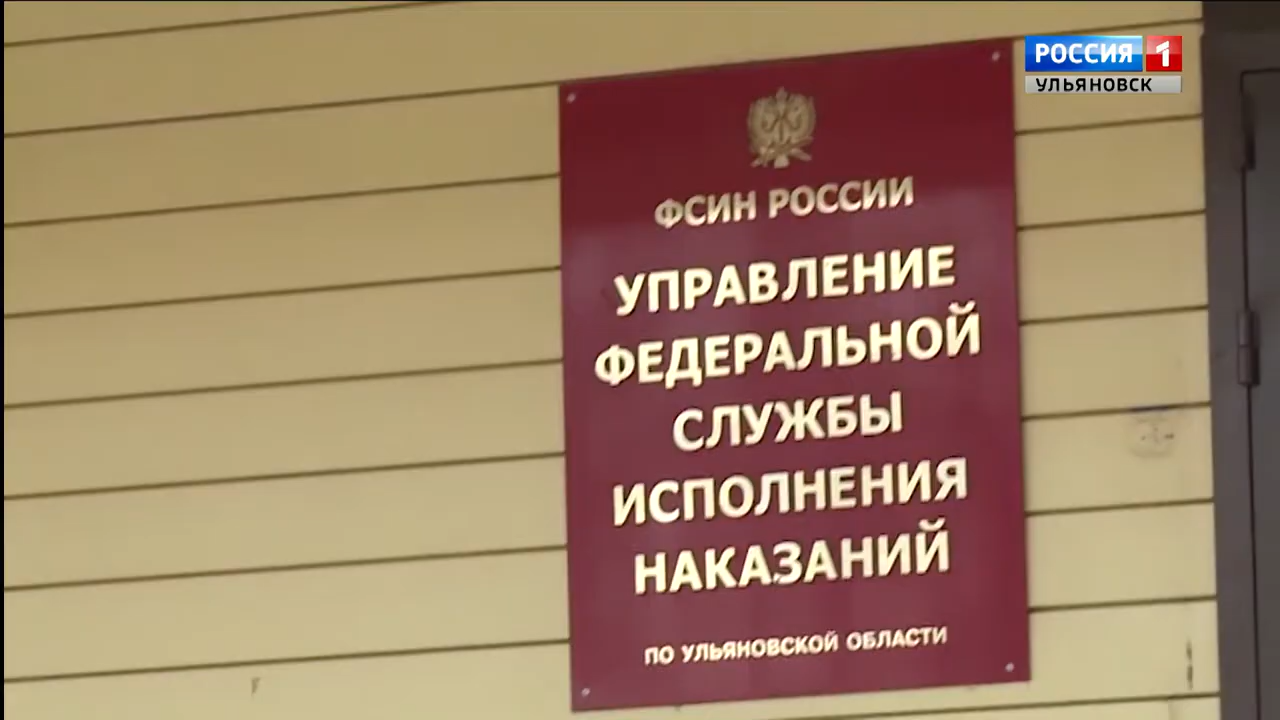 РОССИЯ 1
УЛЬЯНОВСК
ФСИН РОССИИ
УПРАВЛЕНИЕ
ФЕДЕРАЛЬНОЙ
СЛУЖБЫ
ИСПОЛНЕНИЯ
НАКАЗАНИЙ
ПО УЛЬЯНОВСКОЙ ОБЛАСТИ